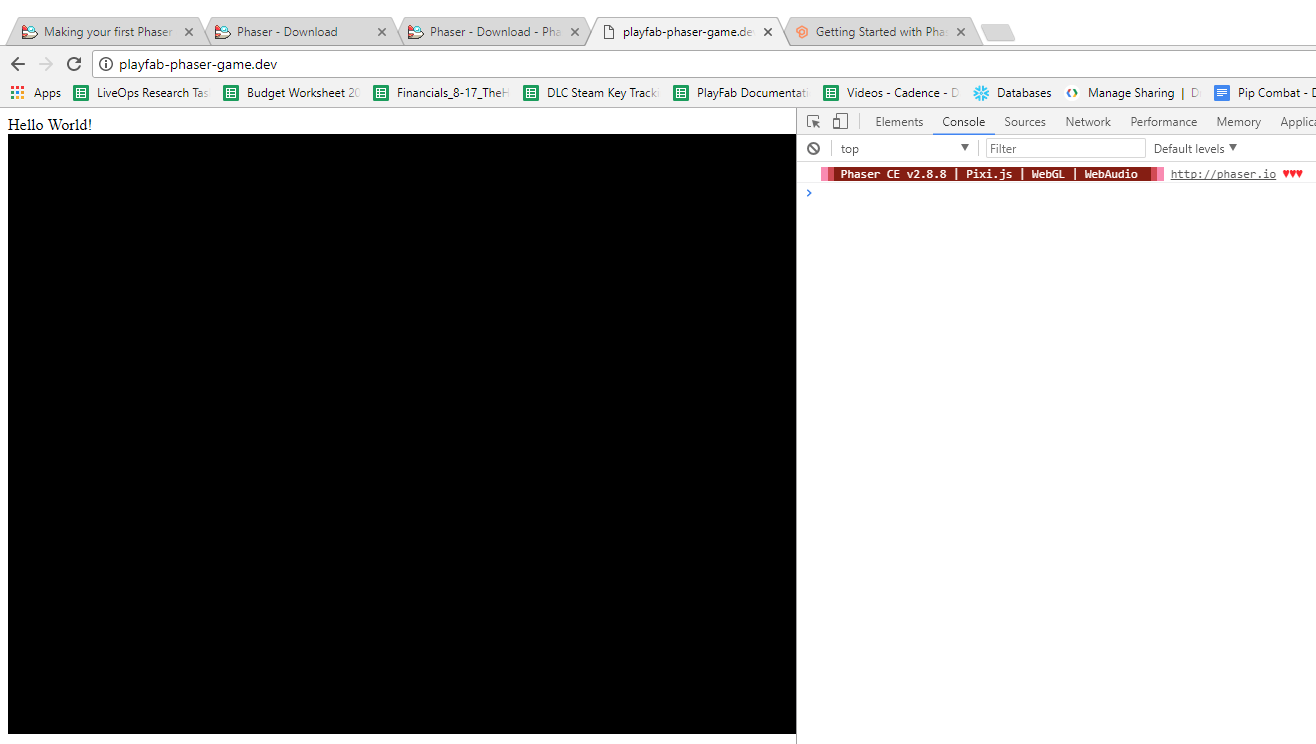 Making your first Phaser
Phaser - Download
Phaser - Download - Pha
playfab-phaser-game.de
Getting Started with Pha
playfab-phaser-game.dev
Apps LiveOps Research Tas Budget Worksheet 20 Financials_8-17_TheH DLC Steam Key Tracki PlayFab Documentati Videos - Cadence - D Databases Manage Sharing | D Pip Combat - D
Hello World!
Elements Console Sources Network Performance Memory Applica
top Filter Default levels
Phaser CE v2.8.8 | Pixi.js | WebGL | WebAudio http://phaser.io ♥♥♥